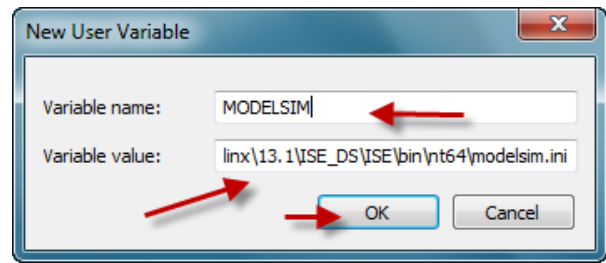 New User Variable
Variable name: MODELSIM
Variable value: linx\13.1\ISE_DS\ISE\bin\nt64\modelsim.ini
OK Cancel